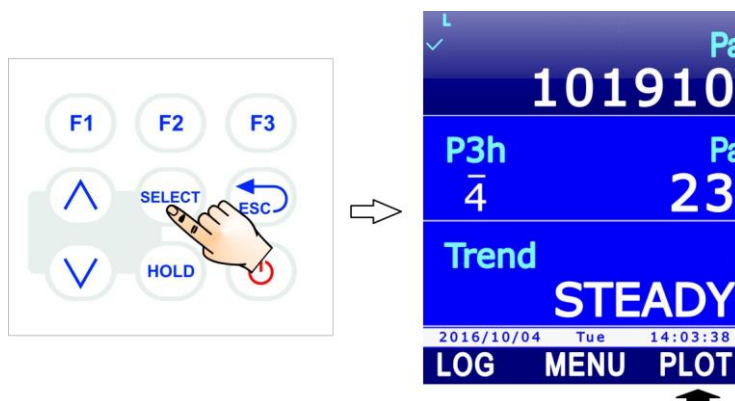 F1 F2 F3
SELECT
ESC
HOLD
L
Pa
101910
P3h Pa
4 23
Trend
STEADY
2016/10/04 Tue 14:03:38
LOG MENU PLOT